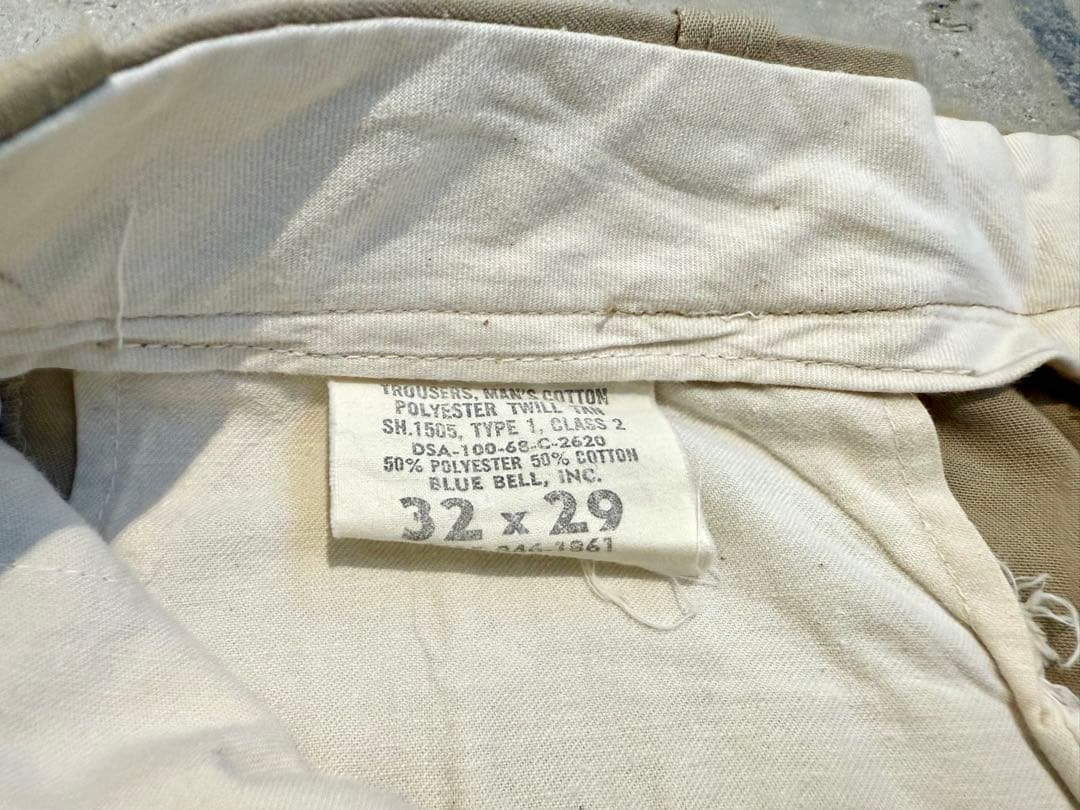 TROUSERS, MAN'S COTTON
POLYESTER TWILL TAN
SH.1505, TYPE 1, CLASS 2
DSA-100-68-C-2620
50% POLYESTER 50% COTTON
BLUE BELL, INC.
32 x 29